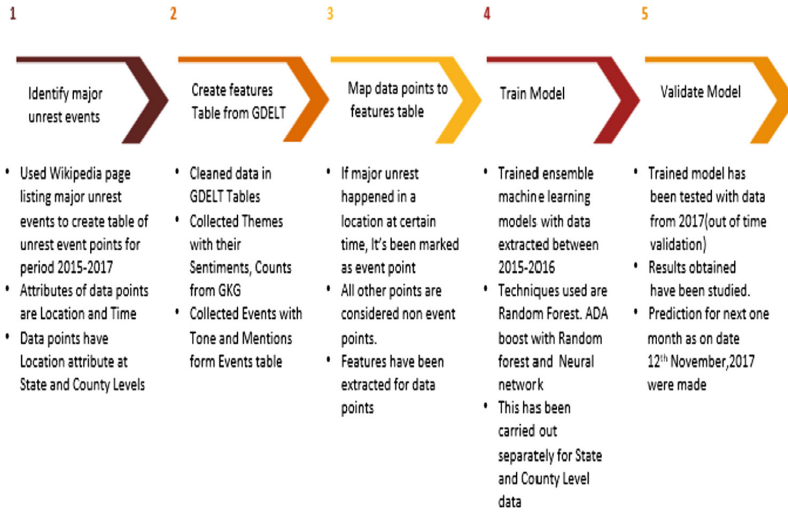 1
Identify major
unrest events
• Used Wikipedia page
listing major unrest
events to create table of
unrest event points for
period 2015-2017
• Attributes of data points
are Location and Time
• Data points have
Location attribute at
State and County Levels
2
Create features
Table from GDELT
• Cleaned data in
GDELT Tables
• Collected Themes
with their
Sentiments, Counts
from GKG
• Collected Events with
Tone and Mentions
form Events table
3
Map data points to
features table
• If major unrest
happened in a
location at certain
time, It's been marked
as event point
• All other points are
considered non event
points.
• Features have been
extracted for data
points
4
Train Model
• Trained ensemble
machine learning
models with data
extracted between
2015-2016
• Techniques used are
Random Forest. ADA
boost with Random
forest and Neural
network
• This has been
carried out
separately for State
and County Level
data
5
Validate Model
• Trained model has
been tested with data
from 2017(out of time
validation)
• Results obtained
have been studied.
• Prediction for next one
month as on date
12th November,2017
were made